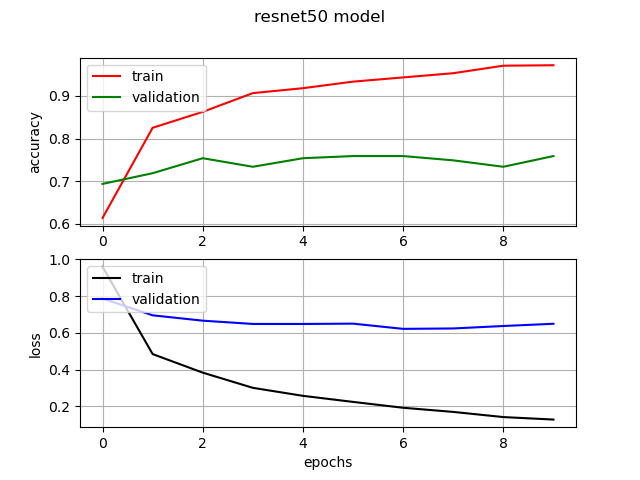 resnet50 model
train
validation
accuracy
0.9
0.8
0.7
0.6
0 2 4 6 8
train
validation
loss
1.0
0.8
0.6
0.4
0.2
0 2 4 6 8
epochs